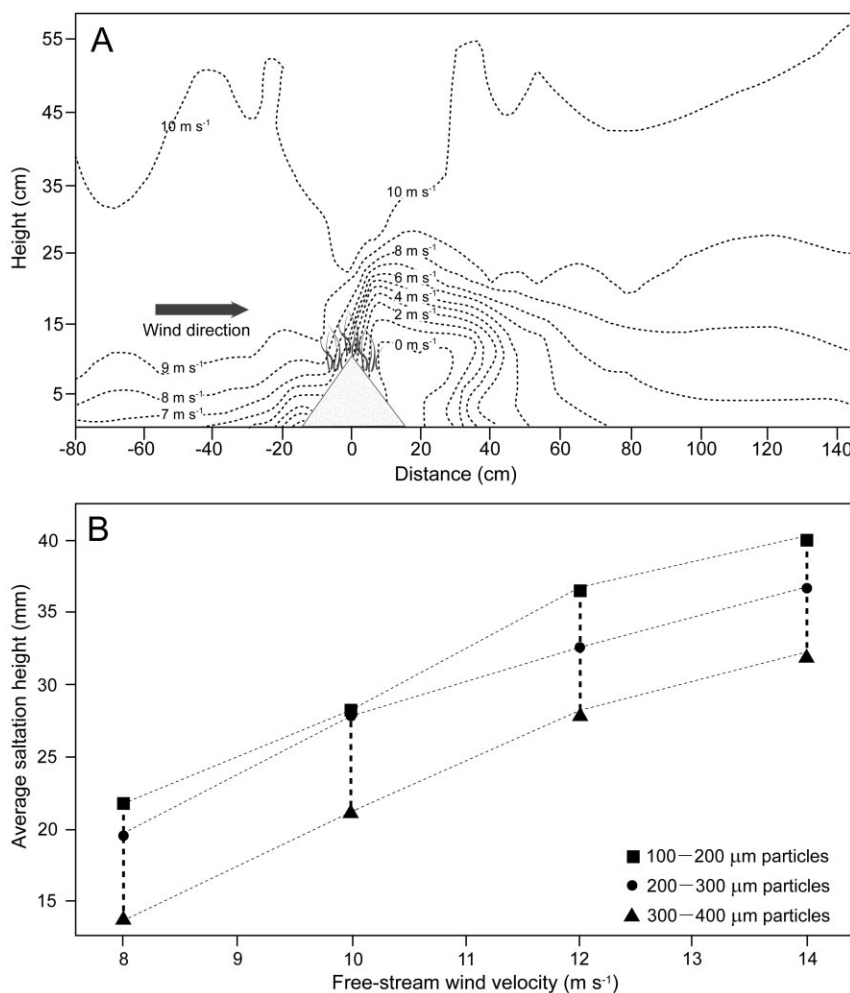 A
55
45
35
25
15
5
Height (cm)
10 m s⁻¹
10 m s⁻¹
8 m s⁻¹
6 m s⁻¹
4 m s⁻¹
2 m s⁻¹
0 m s⁻¹
Wind direction
9 m s⁻¹
8 m s⁻¹
7 m s⁻¹
-80 -60 -40 -20 0 20 40 60 80 100 120 140
Distance (cm)
B
40
35
30
25
20
15
Average saltation height (mm)
100—200 μm particles
200—300 μm particles
300—400 μm particles
8 9 10 11 12 13 14
Free-stream wind velocity (m s⁻¹)